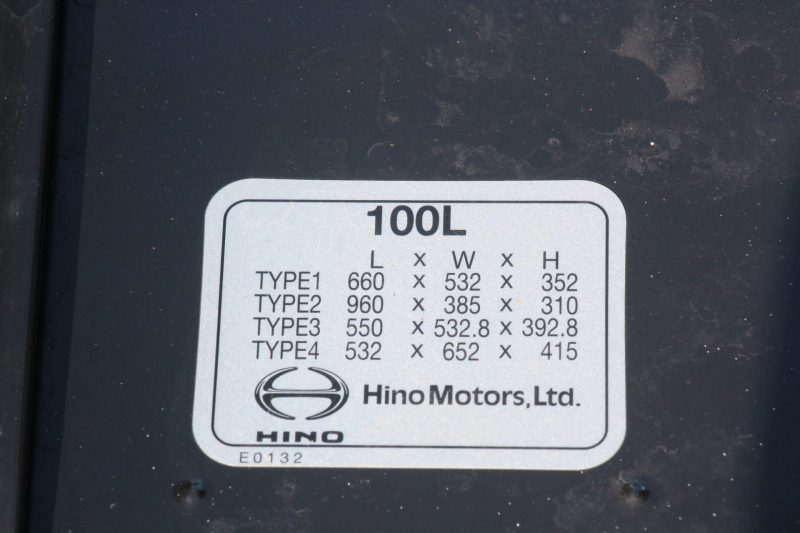 100L
L x W x H
TYPE1 660 x 532 x 352
TYPE2 960 x 385 x 310
TYPE3 550 x 532.8 x 392.8
TYPE4 532 x 652 x 415
Hino Motors, Ltd.
HINO
E0132